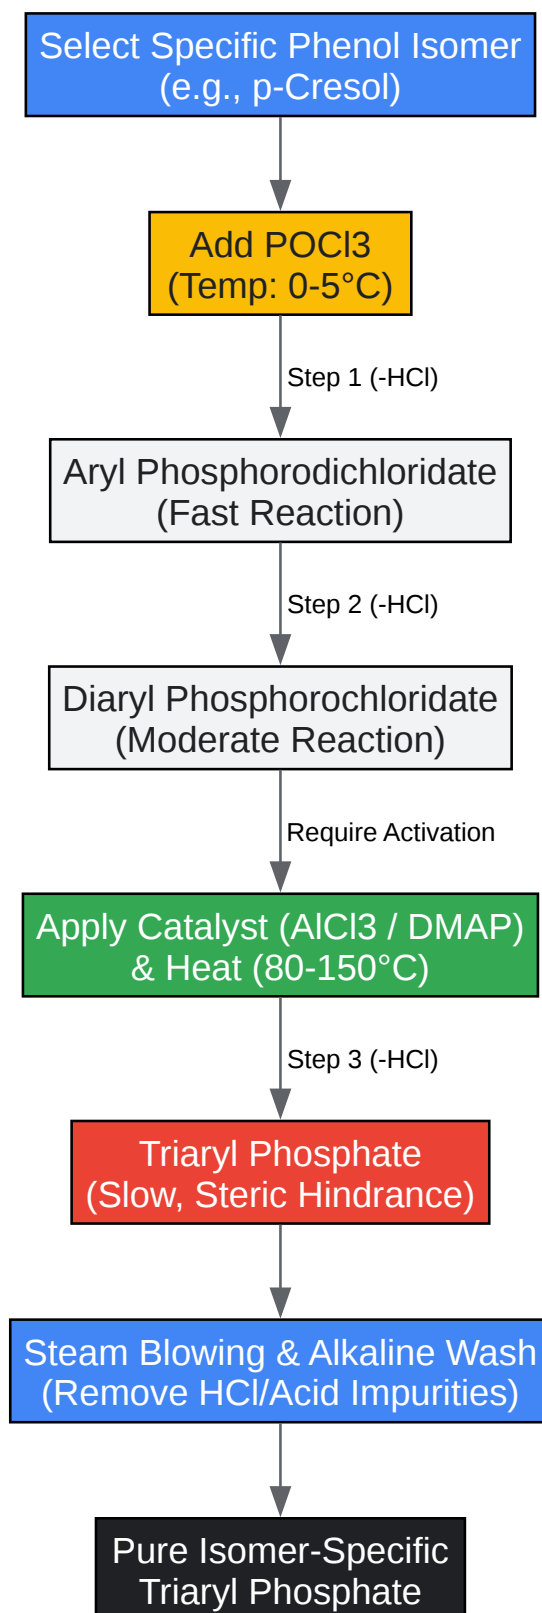 Select Specific Phenol Isomer
(e.g., p-Cresol)
Add POCl3
(Temp: 0-5°C)
Step 1 (-HCl)
Aryl Phosphorodichloridate
(Fast Reaction)
Step 2 (-HCl)
Diaryl Phosphorochloridate
(Moderate Reaction)
Require Activation
Apply Catalyst (AlCl3 / DMAP)
& Heat (80-150°C)
Step 3 (-HCl)
Triaryl Phosphate
(Slow, Steric Hindrance)
Steam Blowing & Alkaline Wash
(Remove HCl/Acid Impurities)
Pure Isomer-Specific
Triaryl Phosphate